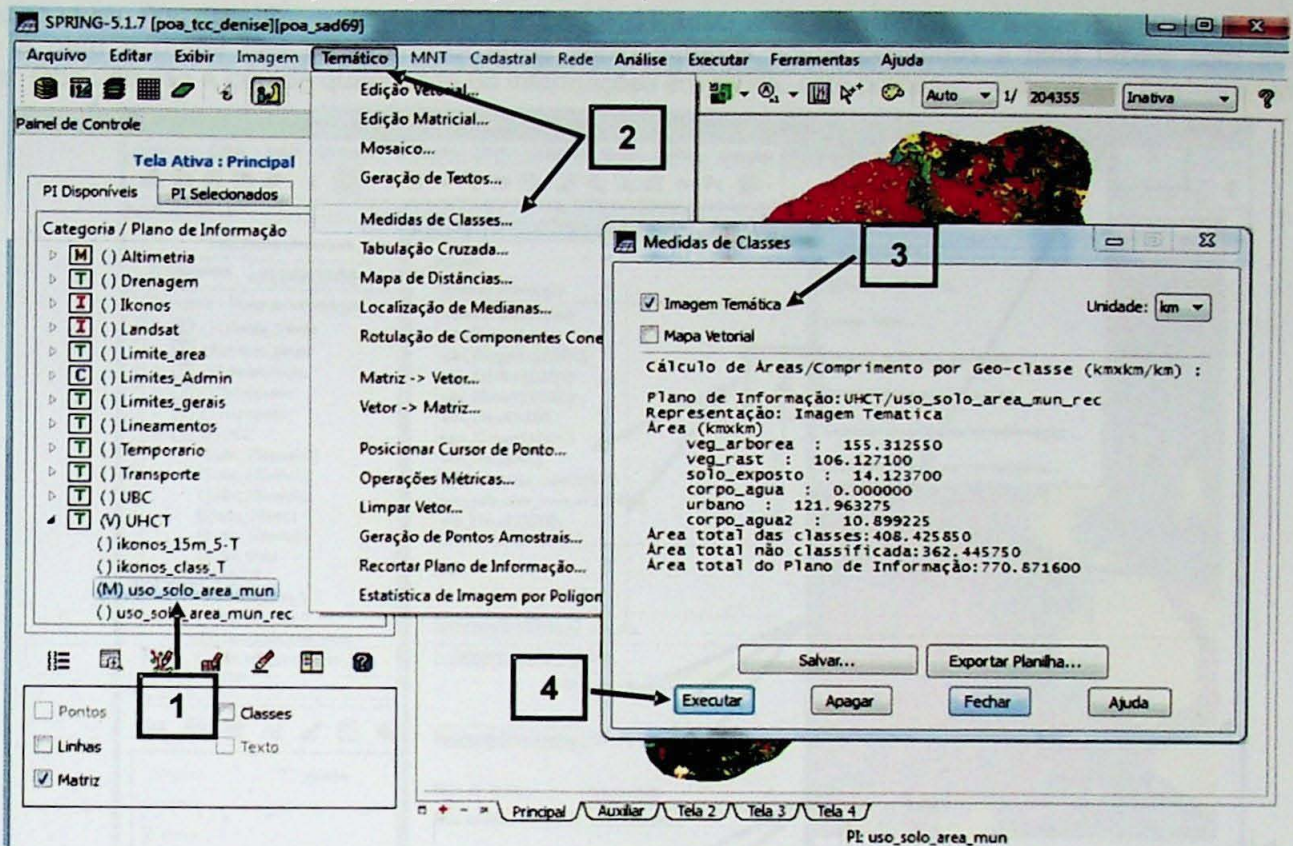 SPRING-5.1.7 [poa_tcc_denise][poa_sad69]
Arquivo Editar Exibir Imagem Temático MNT Cadastral Rede Análise Executar Ferramentas Ajuda
Auto 1/ 204355 Inativa
Painel de Controle
Tela Ativa : Principal
PI Disponíveis PI Selecionados
Categoria / Plano de Informação
M () Altimetria
T () Drenagem
I () Ikonos
I () Landsat
T () Limite_area
C () Limites_Admin
T () Limites_gerais
T () Lineamentos
T () Temporario
T () Transporte
T () UBC
T (V) UHCT
() ikonos_15m_5-T
() ikonos_class_T
(M) uso_solo_area_mun
() uso_solo_area_mun_rec
1
Pontos
Classes
Linhas
Texto
Matriz
Edição Vetorial...
Edição Matricial...
Mosaico...
Geração de Textos...
Medidas de Classes...
Tabulação Cruzada...
Mapa de Distâncias...
Localização de Medianas...
Rotulação de Componentes Cone
Matriz -> Vetor...
Vetor -> Matriz...
Posicionar Cursor de Ponto...
Operações Métricas...
Limpar Vetor...
Geração de Pontos Amostrais...
Recortar Plano de Informação...
Estatística de Imagem por Polígon
2
Medidas de Classes
3
Imagem Temática
Unidade: km
Mapa Vetorial
Cálculo de Áreas/Comprimento por Geo-classe (kmxkm/km) :
Plano de Informação:UHCT/uso_solo_area_mun_rec
Representação: Imagem Tematica
Área (kmxkm)
veg_arborea : 155.312550
veg_rast : 106.127100
solo_exposto : 14.123700
corpo_agua : 0.000000
urbano : 121.963275
corpo_agua2 : 10.899225
Área total das classes:408.425850
Área total não classificada:362.445750
Área total do Plano de Informação:770.871600
Salvar... Exportar Planilha...
4
Executar Apagar Fechar Ajuda
Principal Auxiliar Tela 2 Tela 3 Tela 4
PI: uso_solo_area_mun